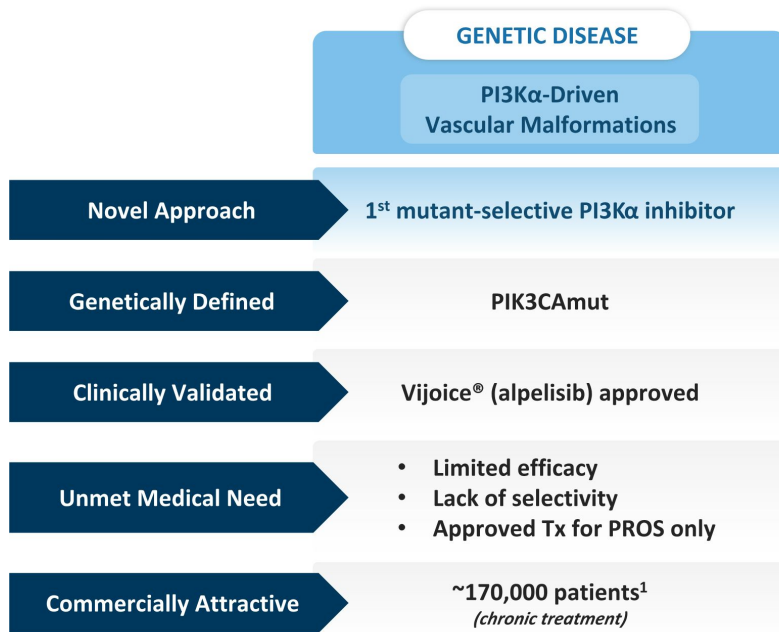 GENETIC DISEASE
PI3Kα-Driven
Vascular Malformations
Novel Approach
1st mutant-selective PI3Kα inhibitor
Genetically Defined
PIK3CAmut
Clinically Validated
Vijoice® (alpelisib) approved
Unmet Medical Need
• Limited efficacy
• Lack of selectivity
• Approved Tx for PROS only
Commercially Attractive
~170,000 patients1
(chronic treatment)